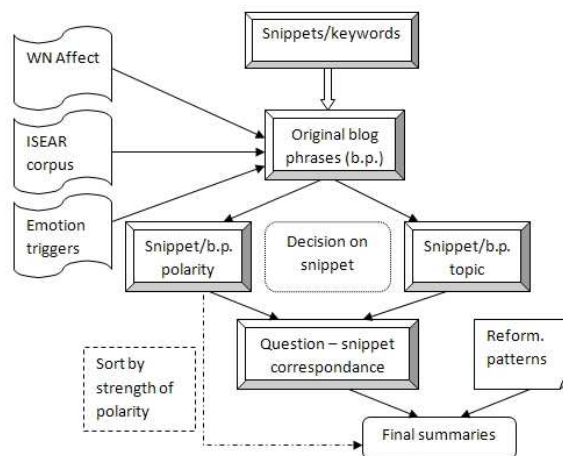 WN Affect
Snippets/keywords
ISEAR
corpus
Original blog
phrases (b.p.)
Emotion
triggers
Snippet/b.p.
polarity
Decision on
snippet
Snippet/b.p.
topic
Sort by
strength of
polarity
Question – snippet
correspondance
Reform.
patterns
Final summaries